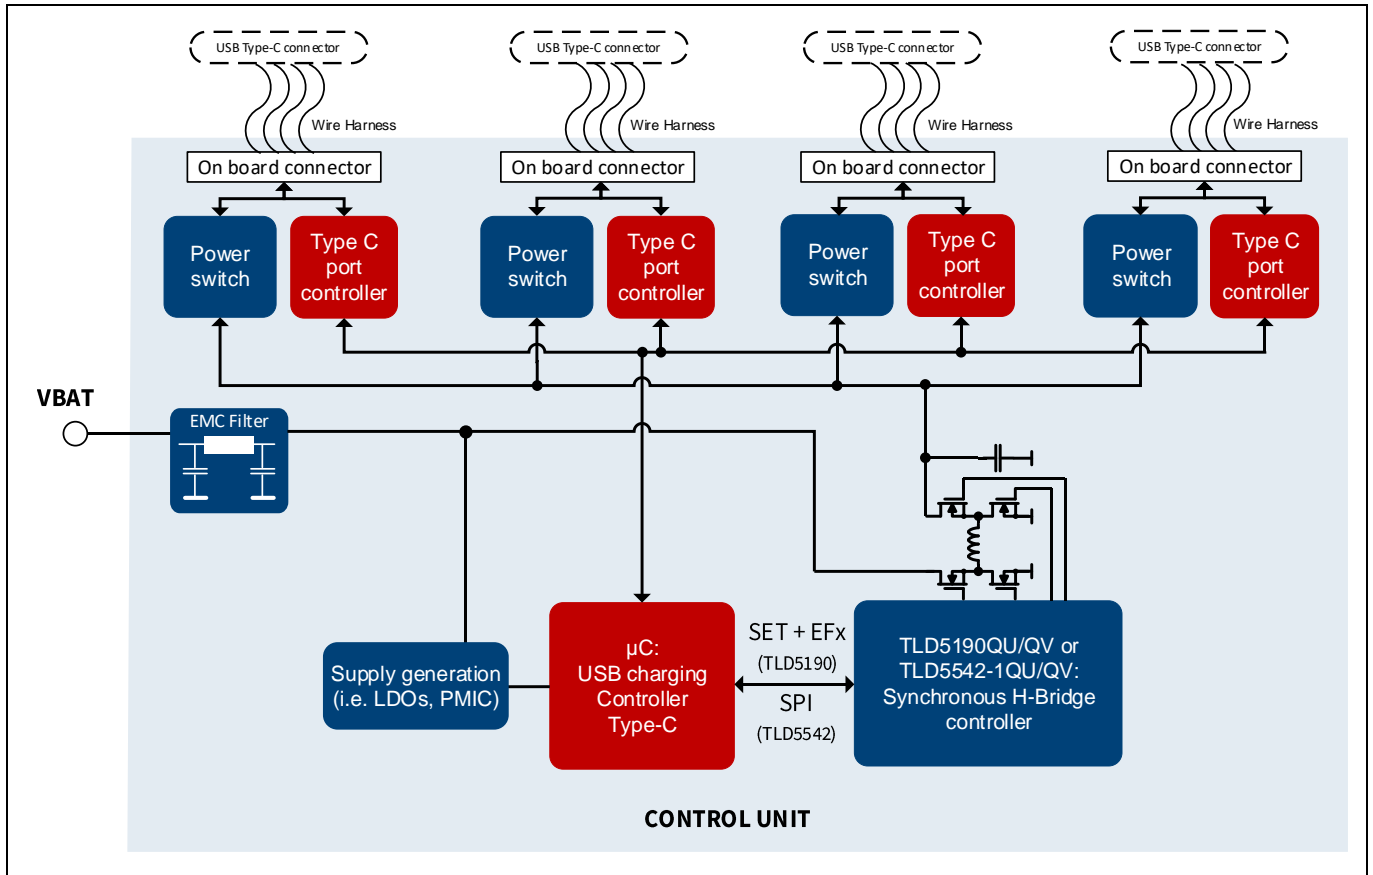 USB Type-C connector
USB Type-C connector
USB Type-C connector
USB Type-C connector
Wire Harness
Wire Harness
Wire Harness
Wire Harness
On board connector
On board connector
On board connector
On board connector
Power
switch
Type C
port
controller
Power
switch
Type C
port
controller
Power
switch
Type C
port
controller
Power
switch
Type C
port
controller
VBAT
EMC Filter
Supply generation
(i.e. LDOs, PMIC)
µC:
USB charging
Controller
Type-C
SET + EFx
(TLD5190)
SPI
(TLD5542)
TLD5190QU/QV or
TLD5542-1QU/QV:
Synchronous H-Bridge
controller
CONTROL UNIT